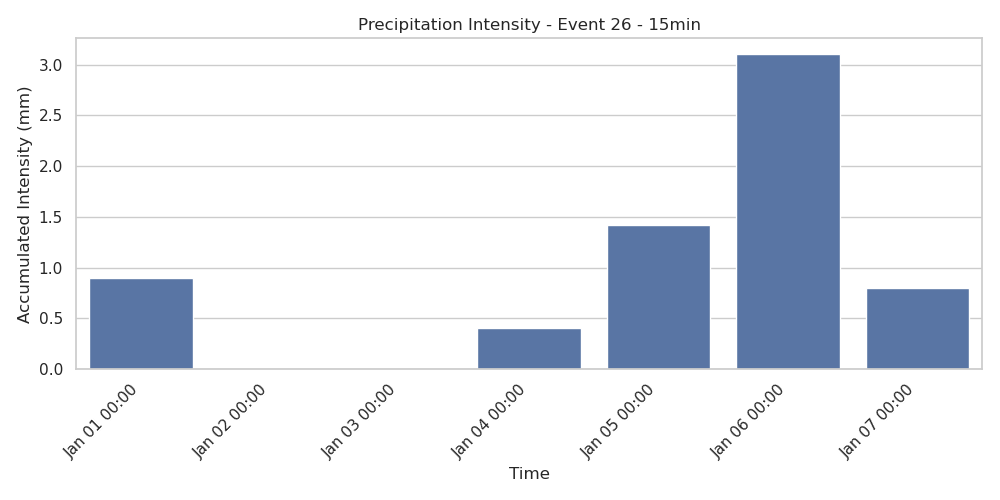 Precipitation Intensity - Event 26 - 15min
Accumulated Intensity (mm)
3.0
2.5
2.0
1.5
1.0
0.5
0.0
Jan 01 00:00
Jan 02 00:00
Jan 03 00:00
Jan 04 00:00
Jan 05 00:00
Jan 06 00:00
Jan 07 00:00
Time